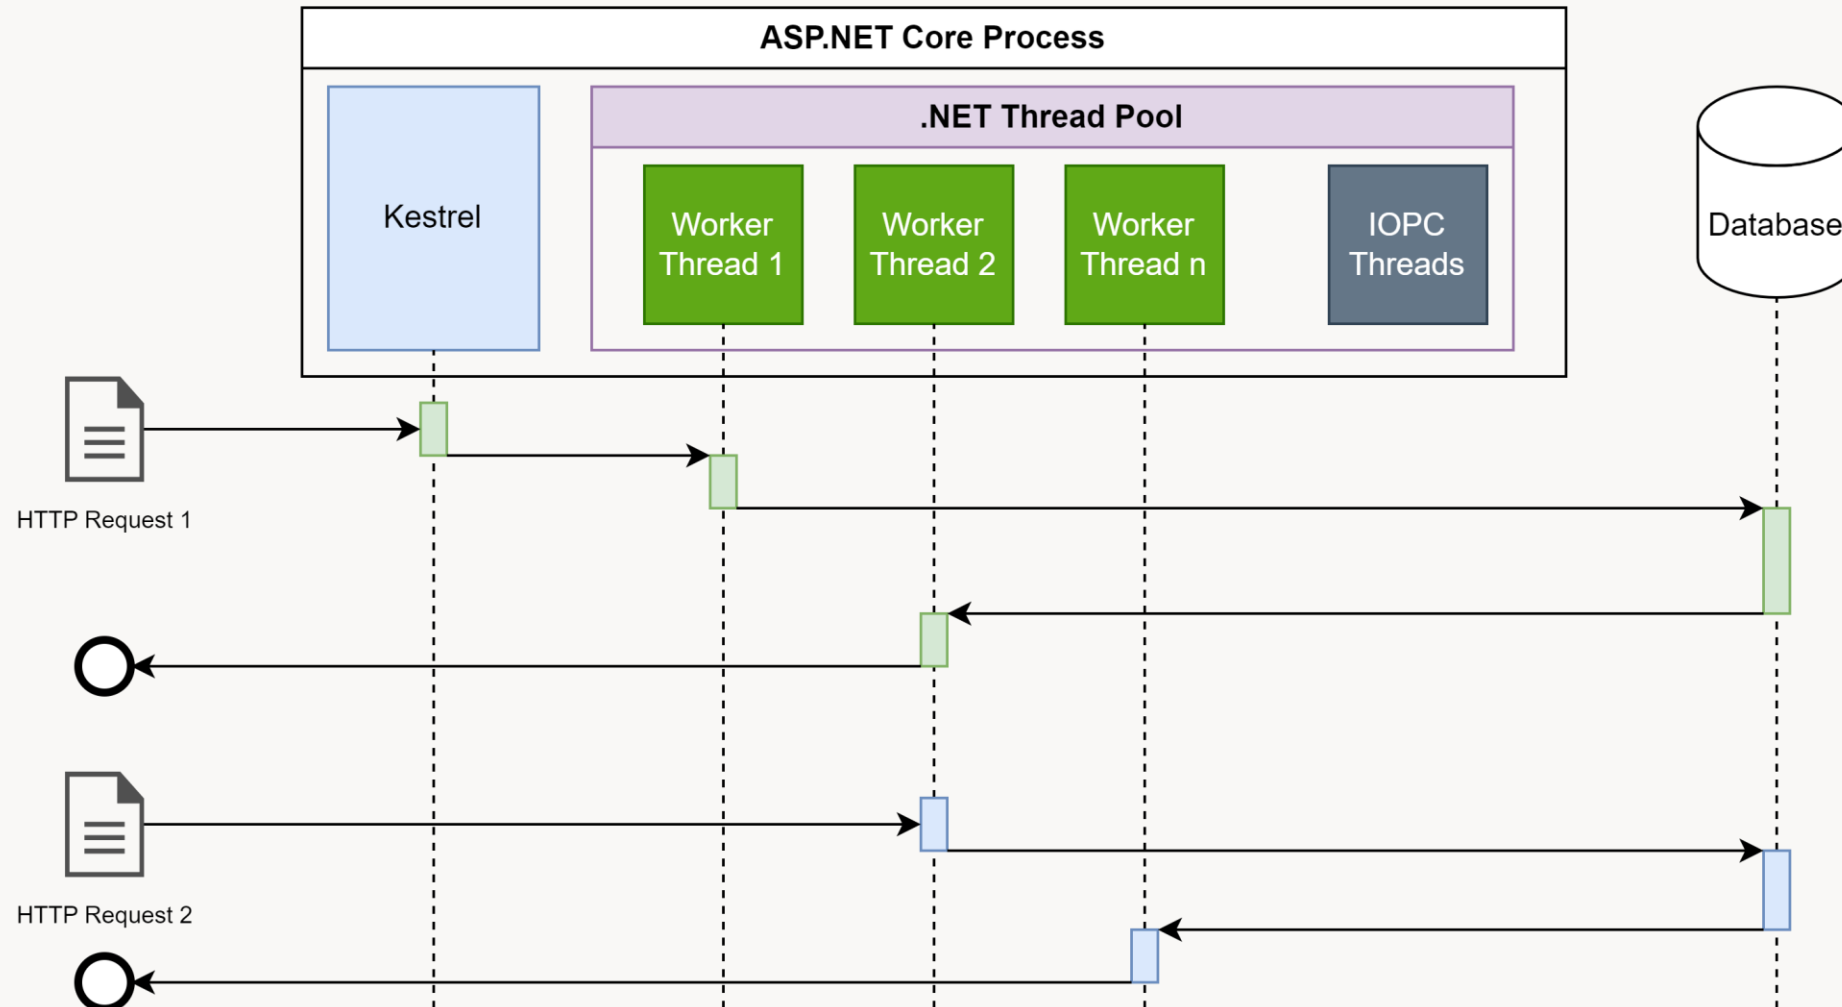 ASP.NET Core Process
.NET Thread Pool
Kestrel
Worker
Thread 1
Worker
Thread 2
Worker
Thread n
IOPC
Threads
Database
HTTP Request 1
HTTP Request 2